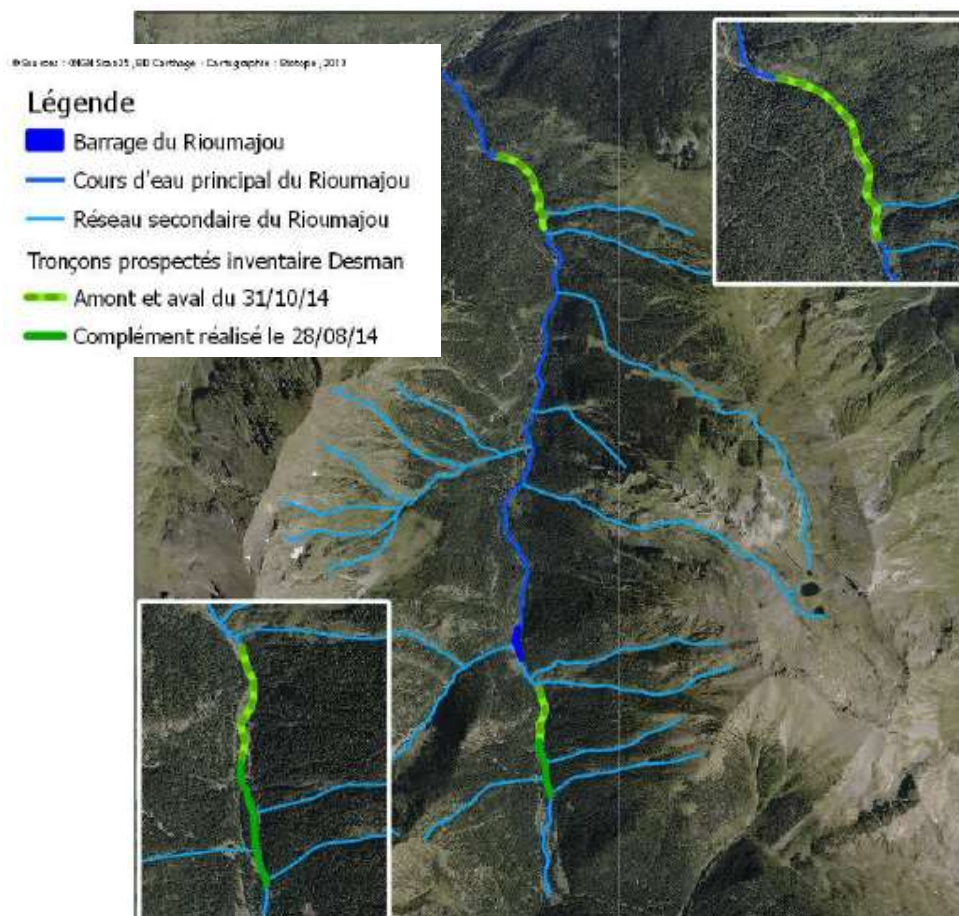 Légende
Barrage du Rioumajou
Cours d'eau principal du Rioumajou
Réseau secondaire du Rioumajou
Tronçons prospectés inventaire Desman
Amont et aval du 31/10/14
Complément réalisé le 28/08/14